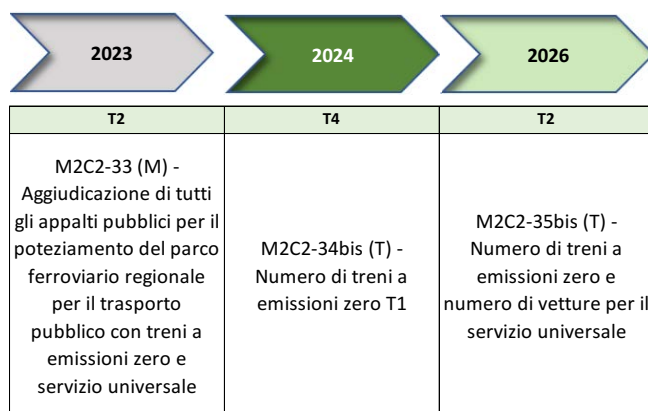 2023
2024
2026
T2
T4
T2
M2C2-33 (M) -
Aggiudicazione di tutti
gli appalti pubblici per il
poteziamento del parco
ferroviario regionale
per il trasporto
pubblico con treni a
emissioni zero e
servizio universale
M2C2-34bis (T) -
Numero di treni a
emissioni zero T1
M2C2-35bis (T) -
Numero di treni a
emissioni zero e
numero di vetture per il
servizio universale